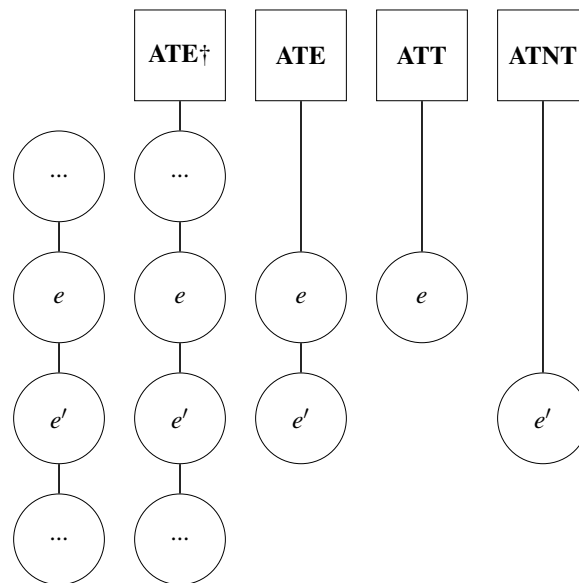 ATE† ATE ATT ATNT
... ...
e e e e
e′ e′ e′ e′
... ...